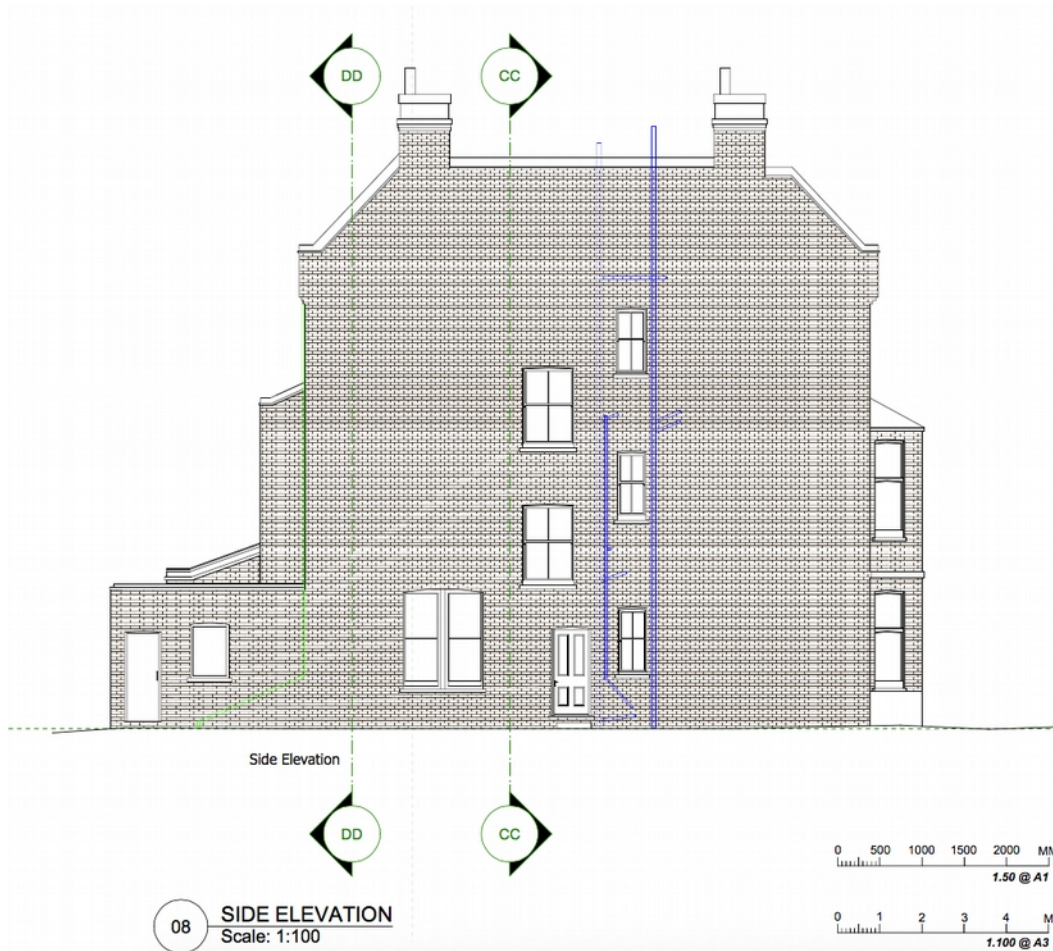 DD
CC
Side Elevation
DD
CC
0 500 1000 1500 2000 MM
1.50 @ A1
08
SIDE ELEVATION
Scale: 1:100
0 1 2 3 4 M
1.100 @ A3